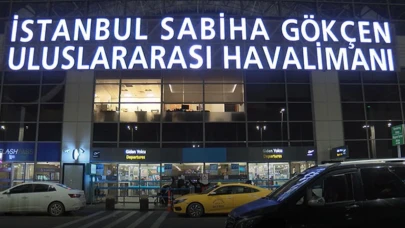 İSTANBUL SABİHA GÖKÇEN
ULUSLARARASI HAVALİMANI
Giden Yolcu
Departures
Giden Yolcu
Departures